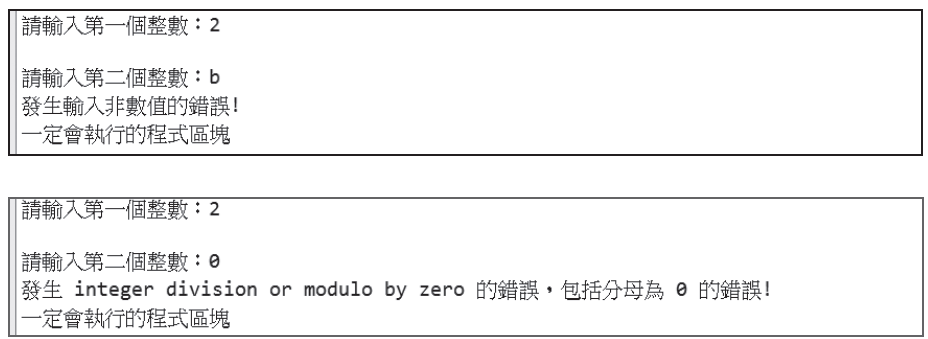 請輸入第一個整數：2
請輸入第二個整數：b
發生輸入非數值的錯誤!
一定會執行的程式區塊
請輸入第一個整數：2
請輸入第二個整數：0
發生 integer division or modulo by zero 的錯誤，包括分母為 0 的錯誤!
一定會執行的程式區塊